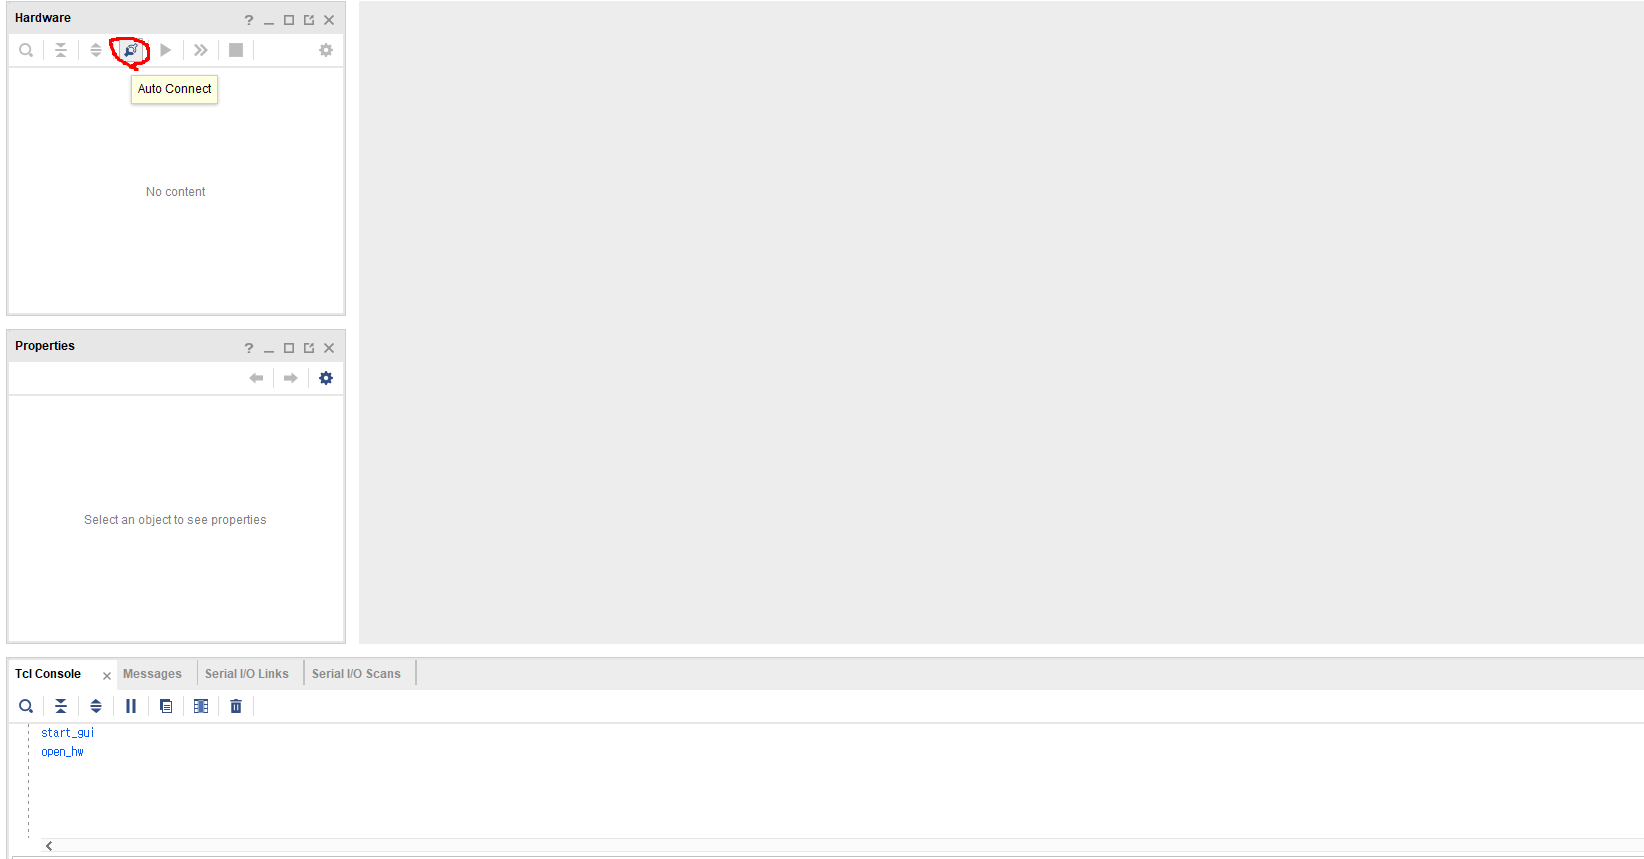 Hardware
Auto Connect
No content
Properties
Select an object to see properties
Tcl Console
Messages
Serial I/O Links
Serial I/O Scans
start_gui
open_hw